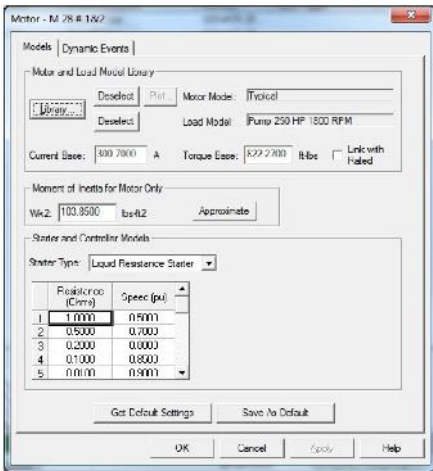 Motor - M 28 # 1&2
Models
Dynamic Events
Motor and Load Model Library
Library...
Deselect
Plot...
Motor Model:
Typical
Deselect
Load Model:
Pump 250 HP 1800 RPM
Current Base:
300.7000
A
Torque Base:
822.2700
ft-lbs
Link with
Rated
Moment of Inertia for Motor Only
Wk2:
103.8500
lbs-ft2
Approximate
Starter and Controller Models
Starter Type:
Liquid Resistance Starter
Resistance
(Ohms)
Speed (pu)
1
1.0000
0.5000
2
0.5000
0.7000
3
0.2000
0.8000
4
0.1000
0.8500
5
0.0100
0.9000
Get Default Settings
Save As Default
OK
Cancel
Apply
Help